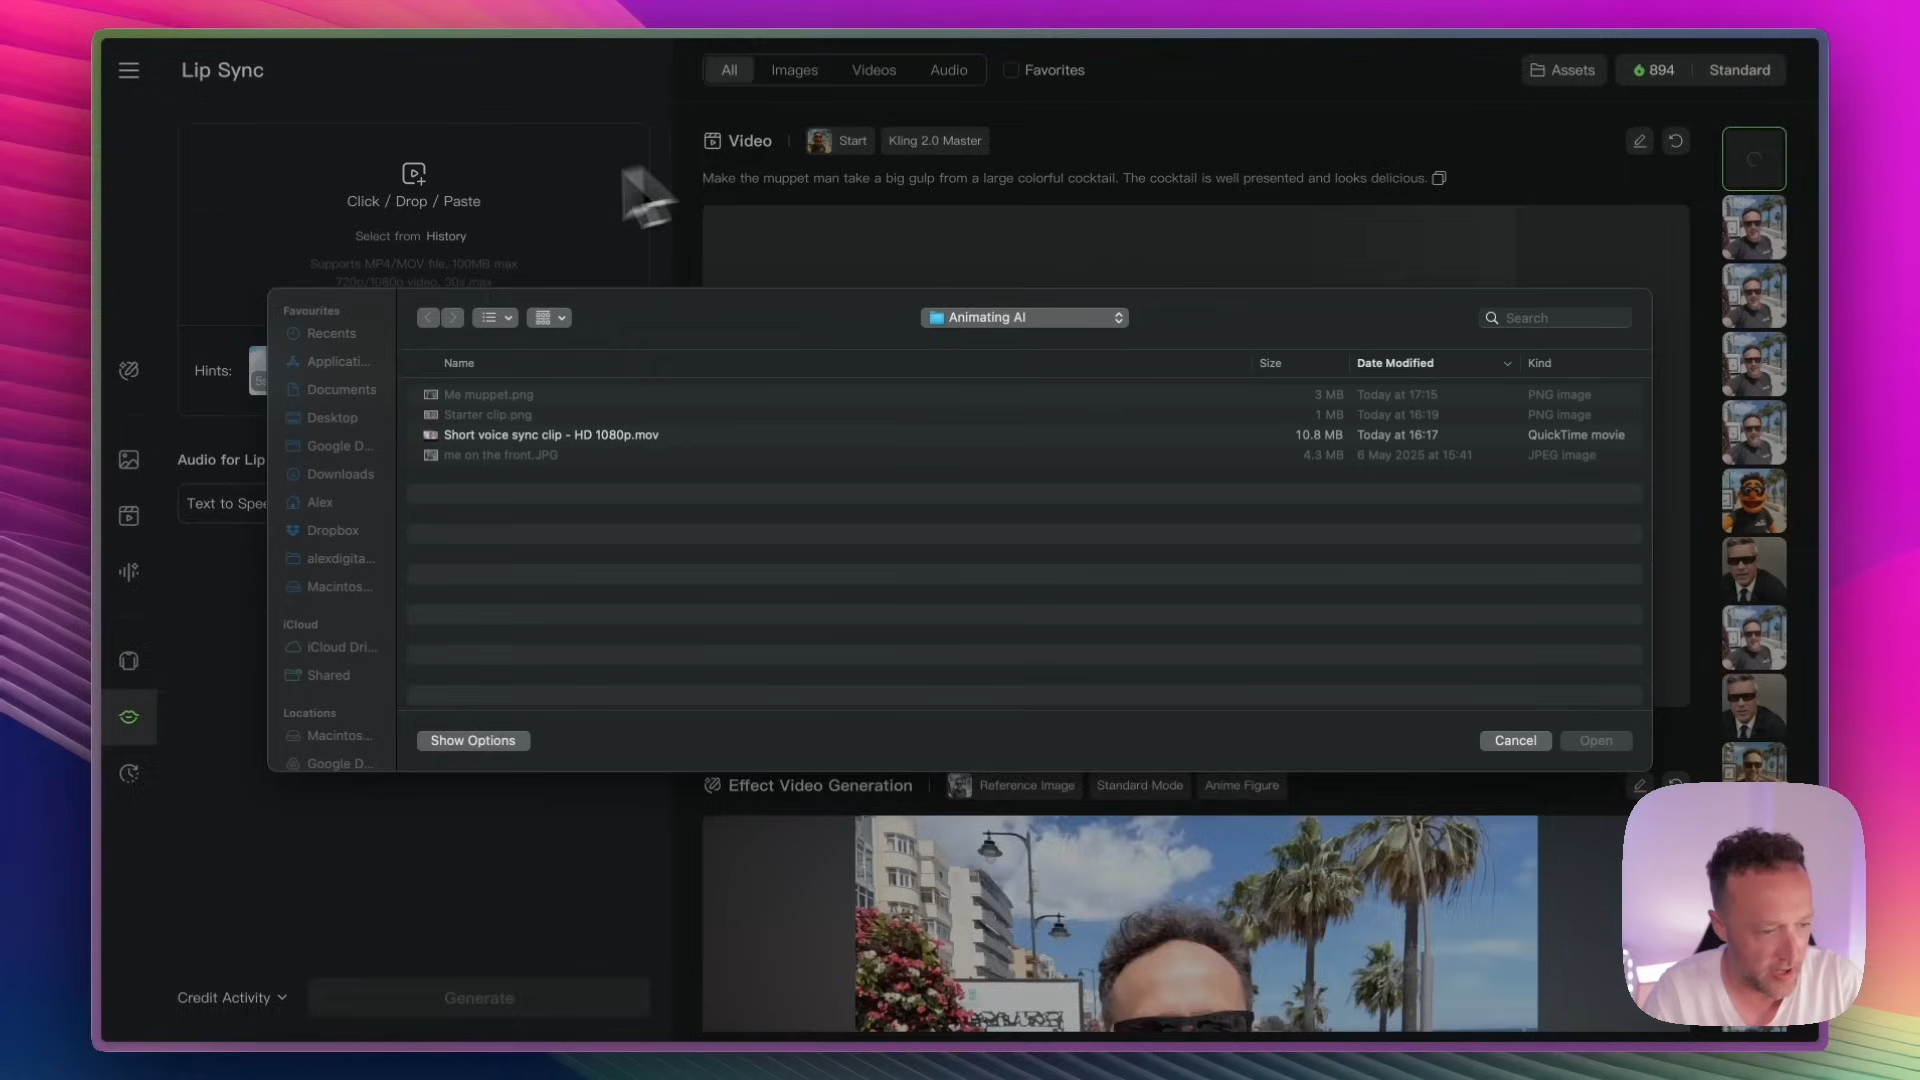 Lip Sync
All Images Videos Audio Favorites
Assets 894 Standard
Click / Drop / Paste
Select from History
Supports MP4/MOV file, 100MB max
720p/1080p video, 30s max
Hints:
5s
Audio for Lip
Text to Spee
Credit Activity
Generate
Video Start Kling 2.0 Master
Make the muppet man take a big gulp from a large colorful cocktail. The cocktail is well presented and looks delicious.
Favourites
Recents
Applicati...
Documents
Desktop
Google D...
Downloads
Alex
Dropbox
alexdigita...
Macintos...
iCloud
iCloud Dri...
Shared
Locations
Macintos...
Google D...
Animating AI
Search
Name Size Date Modified Kind
Me muppet.png 3 MB Today at 17:15 PNG image
Starter clip.png 1 MB Today at 16:19 PNG image
Short voice sync clip - HD 1080p.mov 10.8 MB Today at 16:17 QuickTime movie
me on the front.JPG 4.3 MB 6 May 2025 at 15:41 JPEG image
Show Options
Cancel Open
Effect Video Generation Reference Image Standard Mode Anime Figure